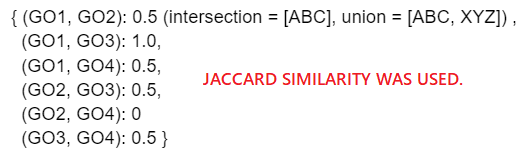 { (GO1, GO2): 0.5 (intersection = [ABC], union = [ABC, XYZ]) ,
(GO1, GO3): 1.0,
(GO1, GO4): 0.5,
(GO2, GO3): 0.5,
JACCARD SIMILARITY WAS USED.
(GO2, GO4): 0
(GO3, GO4): 0.5 }